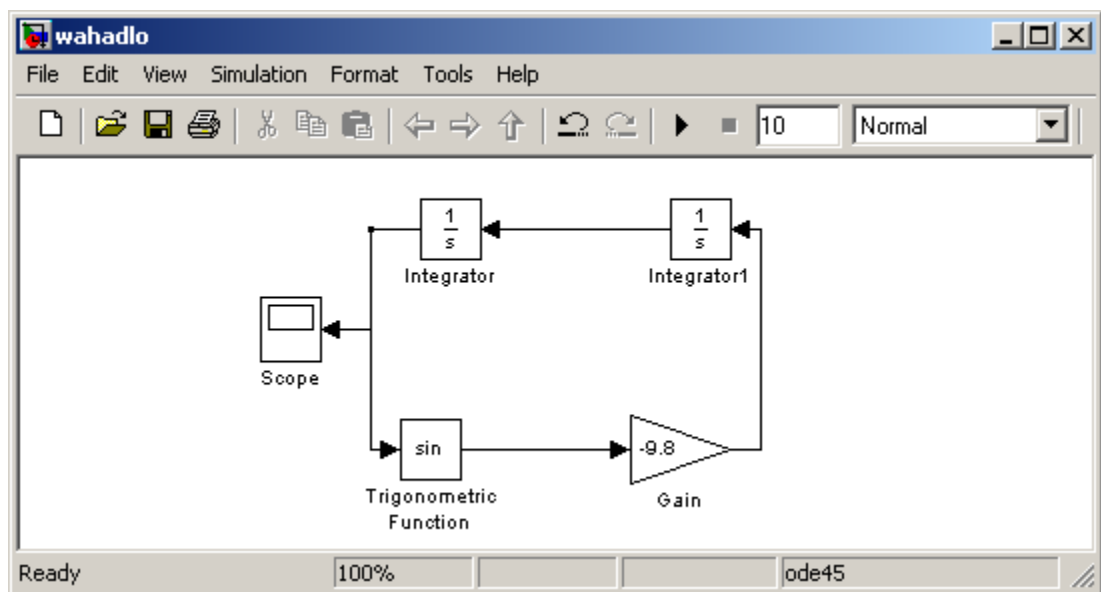 wahadlo
File Edit View Simulation Format Tools Help
10 Normal
1
s
Integrator
1
s
Integrator1
Scope
sin
Trigonometric
Function
-9.8
Gain
Ready 100% ode45